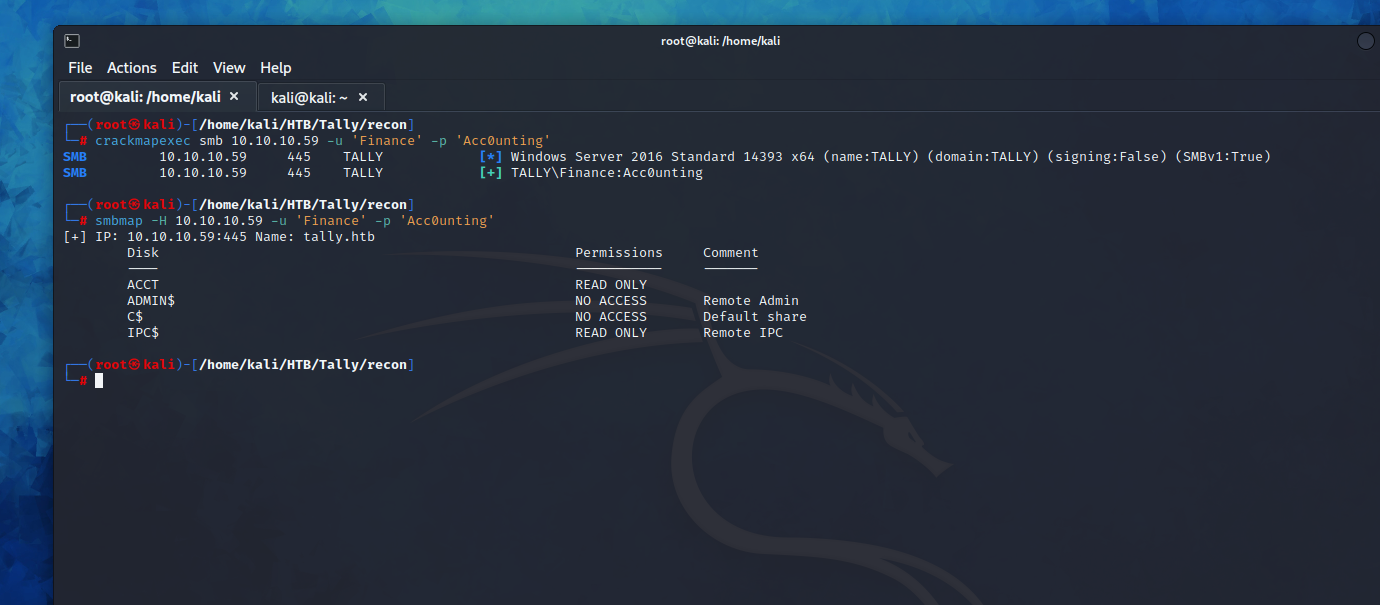 root@kali: /home/kali
File Actions Edit View Help
root@kali: /home/kali × kali@kali: ~ ×
┌──(root㉿kali)-[/home/kali/HTB/Tally/recon]
└─# crackmapexec smb 10.10.10.59 -u 'Finance' -p 'Acc0unting'
SMB 10.10.10.59 445 TALLY [*] Windows Server 2016 Standard 14393 x64 (name:TALLY) (domain:TALLY) (signing:False) (SMBv1:True)
SMB 10.10.10.59 445 TALLY [+] TALLY\Finance:Acc0unting
┌──(root㉿kali)-[/home/kali/HTB/Tally/recon]
└─# smbmap -H 10.10.10.59 -u 'Finance' -p 'Acc0unting'
[+] IP: 10.10.10.59:445 Name: tally.htb
Disk Permissions Comment
---- ----------- -------
ACCT READ ONLY
ADMIN$ NO ACCESS Remote Admin
C$ NO ACCESS Default share
IPC$ READ ONLY Remote IPC
┌──(root㉿kali)-[/home/kali/HTB/Tally/recon]
└─#